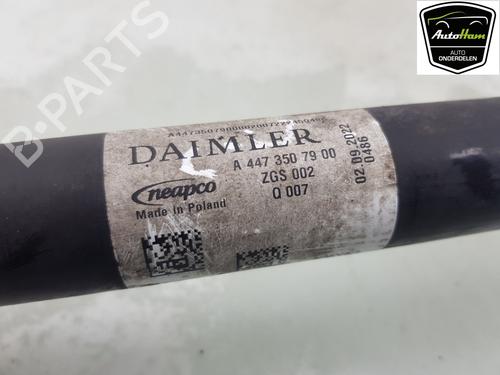 AutoHam
AUTO
ONDERDELEN
DAIMLER
A 447 350 79 00
ZGS 002
Q 007
neapco
Made in Poland
02.09.2022
0486
B-PARTS